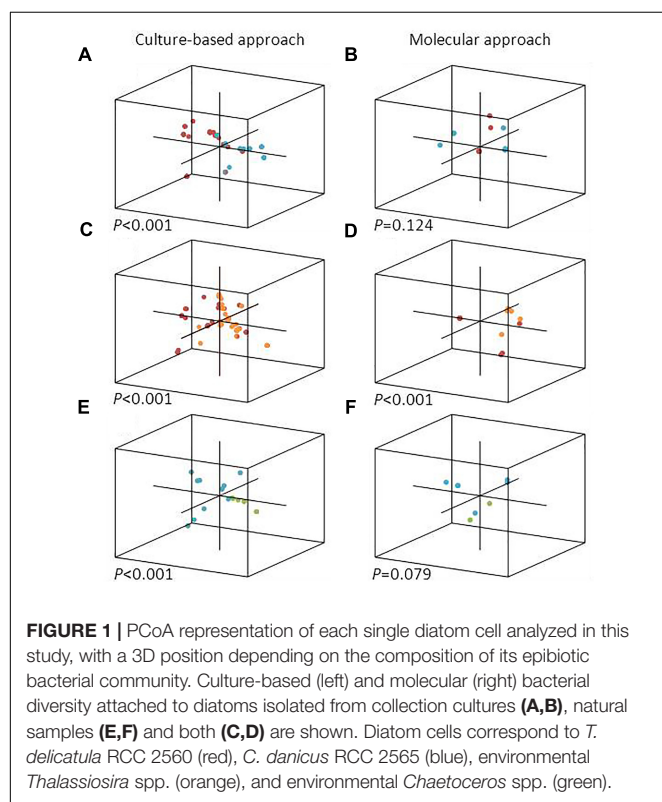 Culture-based approach
Molecular approach
A
B
P<0.001
P=0.124
C
D
P<0.001
P<0.001
E
F
P<0.001
P=0.079
FIGURE 1 | PCoA representation of each single diatom cell analyzed in this
study, with a 3D position depending on the composition of its epibiotic
bacterial community. Culture-based (left) and molecular (right) bacterial
diversity attached to diatoms isolated from collection cultures (A,B), natural
samples (E,F) and both (C,D) are shown. Diatom cells correspond to T.
delicatula RCC 2560 (red), C. danicus RCC 2565 (blue), environmental
Thalassiosira spp. (orange), and environmental Chaetoceros spp. (green).